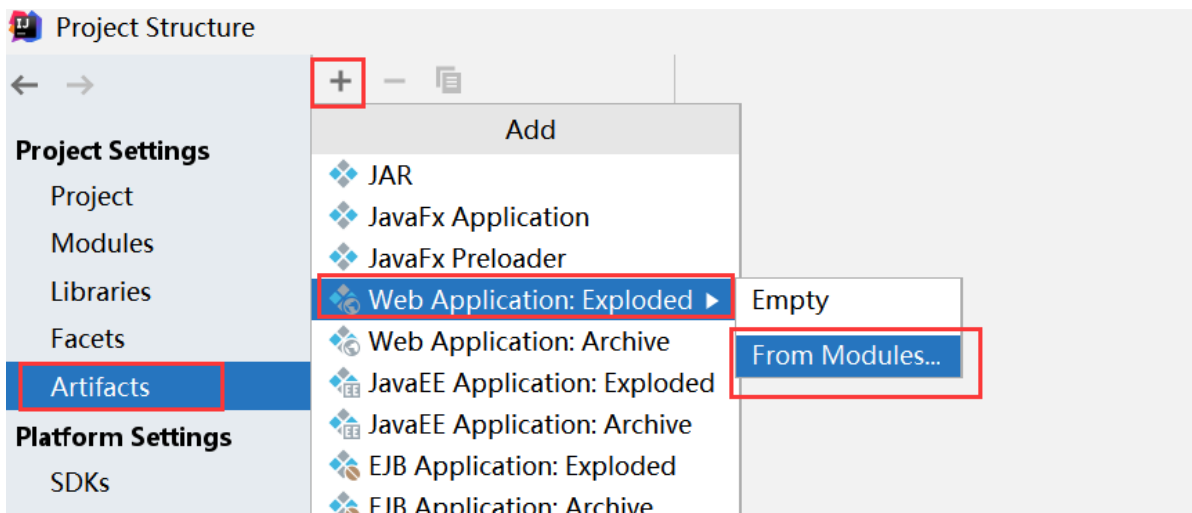 Project Structure
Project Settings
Project
Modules
Libraries
Facets
Artifacts
Platform Settings
SDKs
Add
JAR
JavaFx Application
JavaFx Preloader
Web Application: Exploded
Web Application: Archive
JavaEE Application: Exploded
JavaEE Application: Archive
EJB Application: Exploded
EJB Application: Archive
Empty
From Modules...